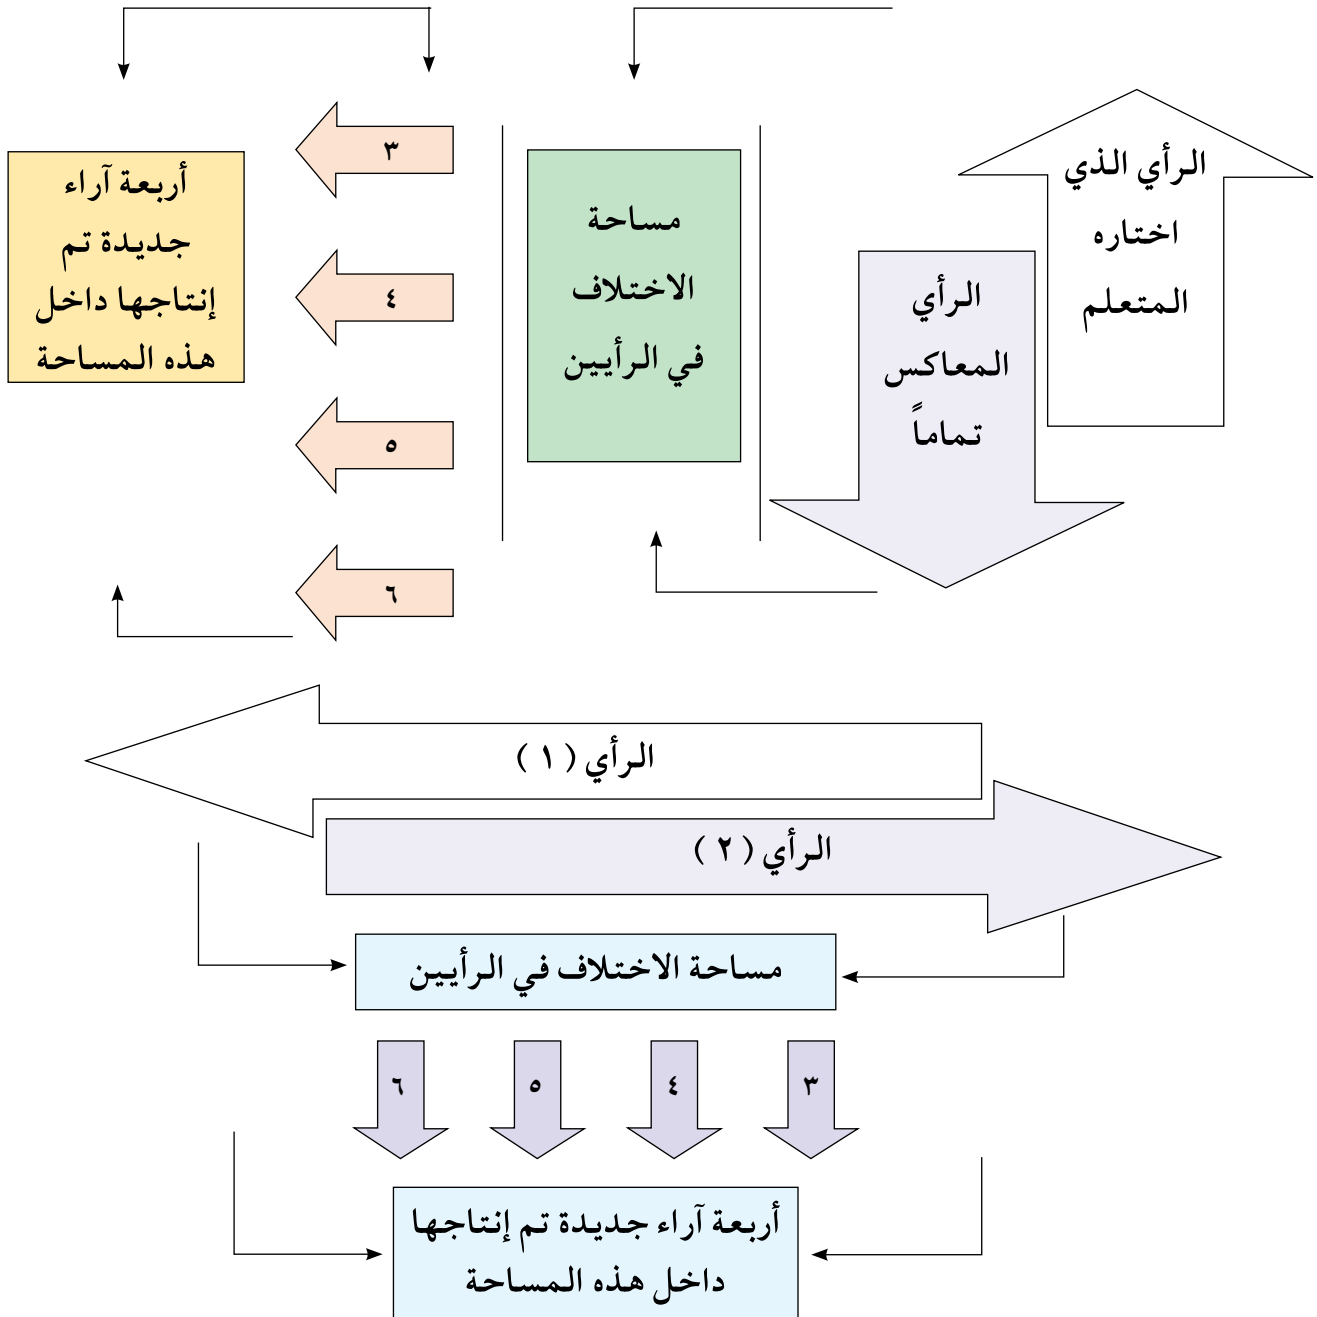 الرأي الذي
اختاره
المتعلم
الرأي
المعاكس
تماماً
مساحة
الاختلاف
في الرأيين
٣
٤
٥
٦
أربعة آراء
جديدة تم
إنتاجها داخل
هذه المساحة
الرأي ( ١ )
الرأي ( ٢ )
مساحة الاختلاف في الرأيين
٣
٤
٥
٦
أربعة آراء جديدة تم إنتاجها
داخل هذه المساحة